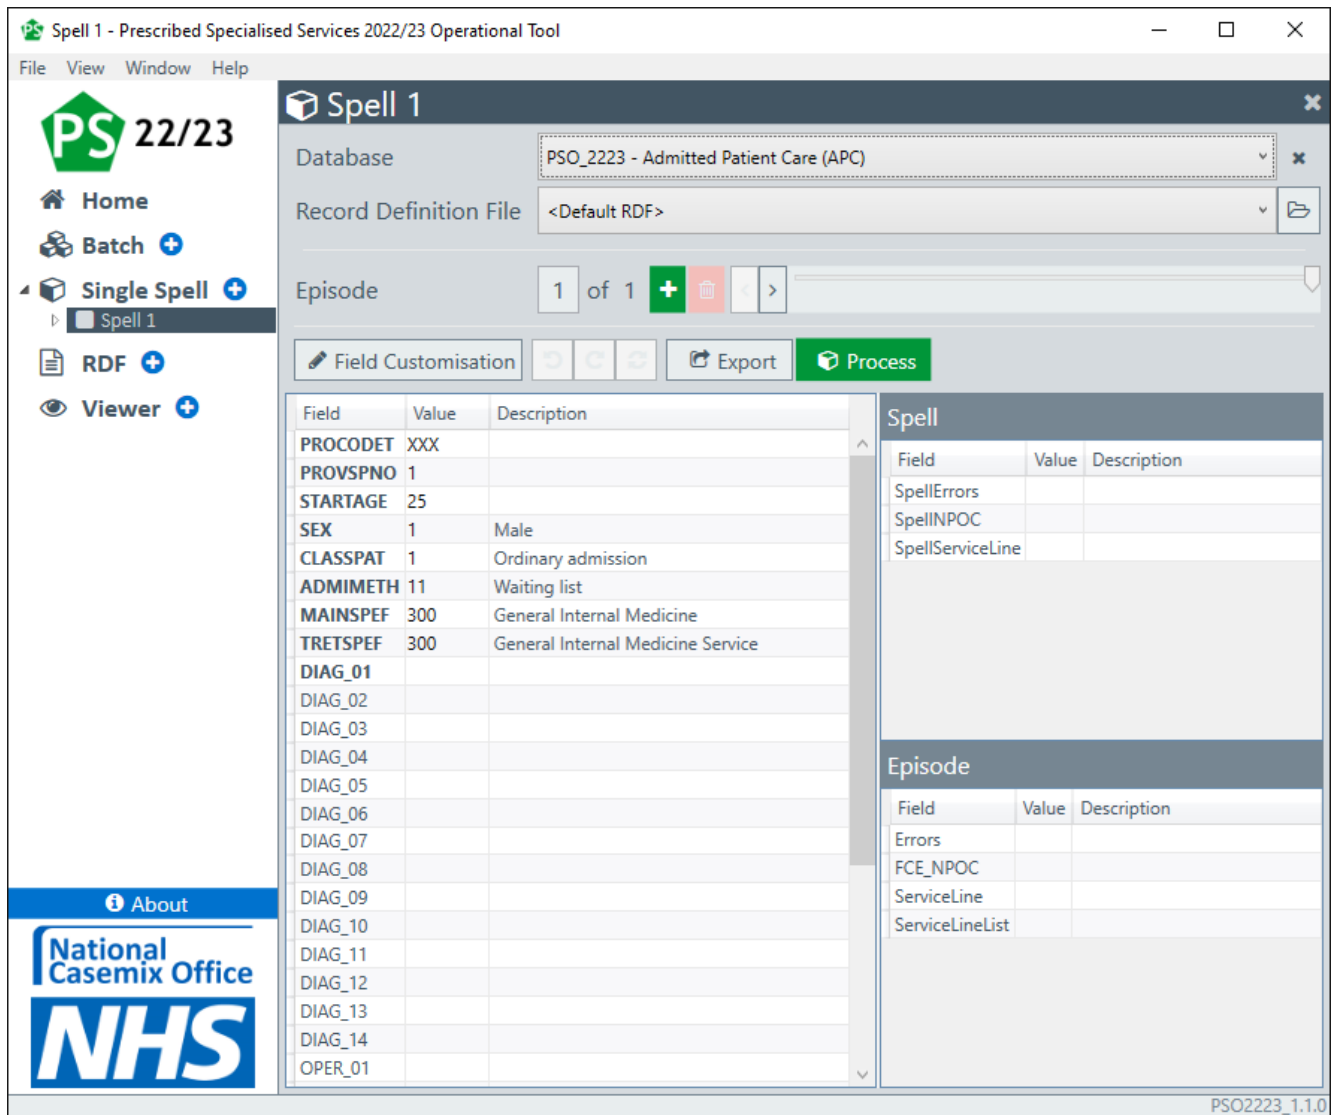 PS Spell 1 - Prescribed Specialised Services 2022/23 Operational Tool
File View Window Help
PS 22/23
Home
Batch
Single Spell
Spell 1
RDF
Viewer
About
National
Casemix Office
NHS
Spell 1
Database PSO_2223 - Admitted Patient Care (APC)
Record Definition File <Default RDF>
Episode 1 of 1
Field Customisation Export Process
Field Value Description
PROCODET XXX
PROVSPNO 1
STARTAGE 25
SEX 1 Male
CLASSPAT 1 Ordinary admission
ADMIMETH 11 Waiting list
MAINSPEF 300 General Internal Medicine
TRETSPEF 300 General Internal Medicine Service
DIAG_01
DIAG_02
DIAG_03
DIAG_04
DIAG_05
DIAG_06
DIAG_07
DIAG_08
DIAG_09
DIAG_10
DIAG_11
DIAG_12
DIAG_13
DIAG_14
OPER_01
Spell
Field Value Description
SpellErrors
SpellNPOC
SpellServiceLine
Episode
Field Value Description
Errors
FCE_NPOC
ServiceLine
ServiceLineList
PSO2223_1.1.0